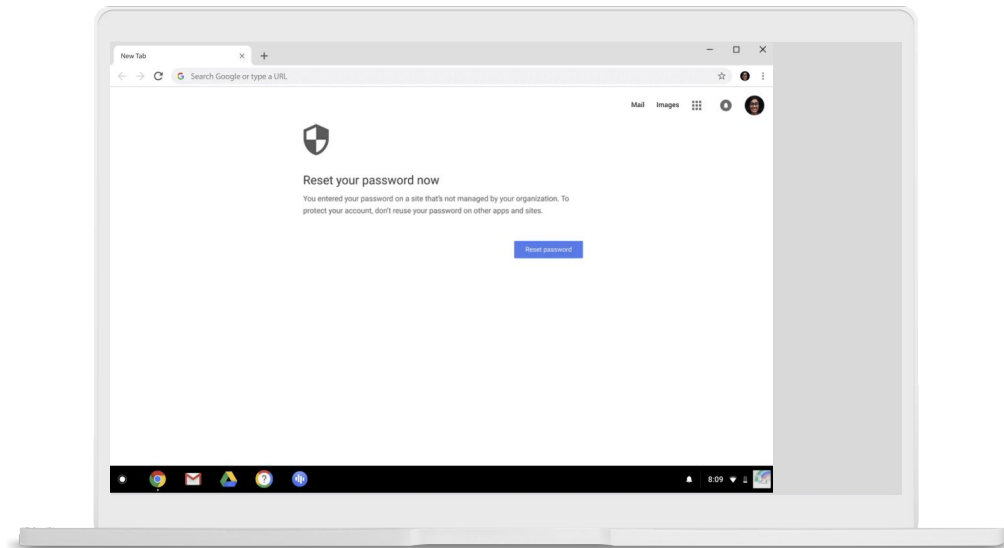 New Tab
Search Google or type a URL
Mail Images
Reset your password now
You entered your password on a site that's not managed by your organization. To
protect your account, don't reuse your password on other apps and sites.
Reset password
8:09